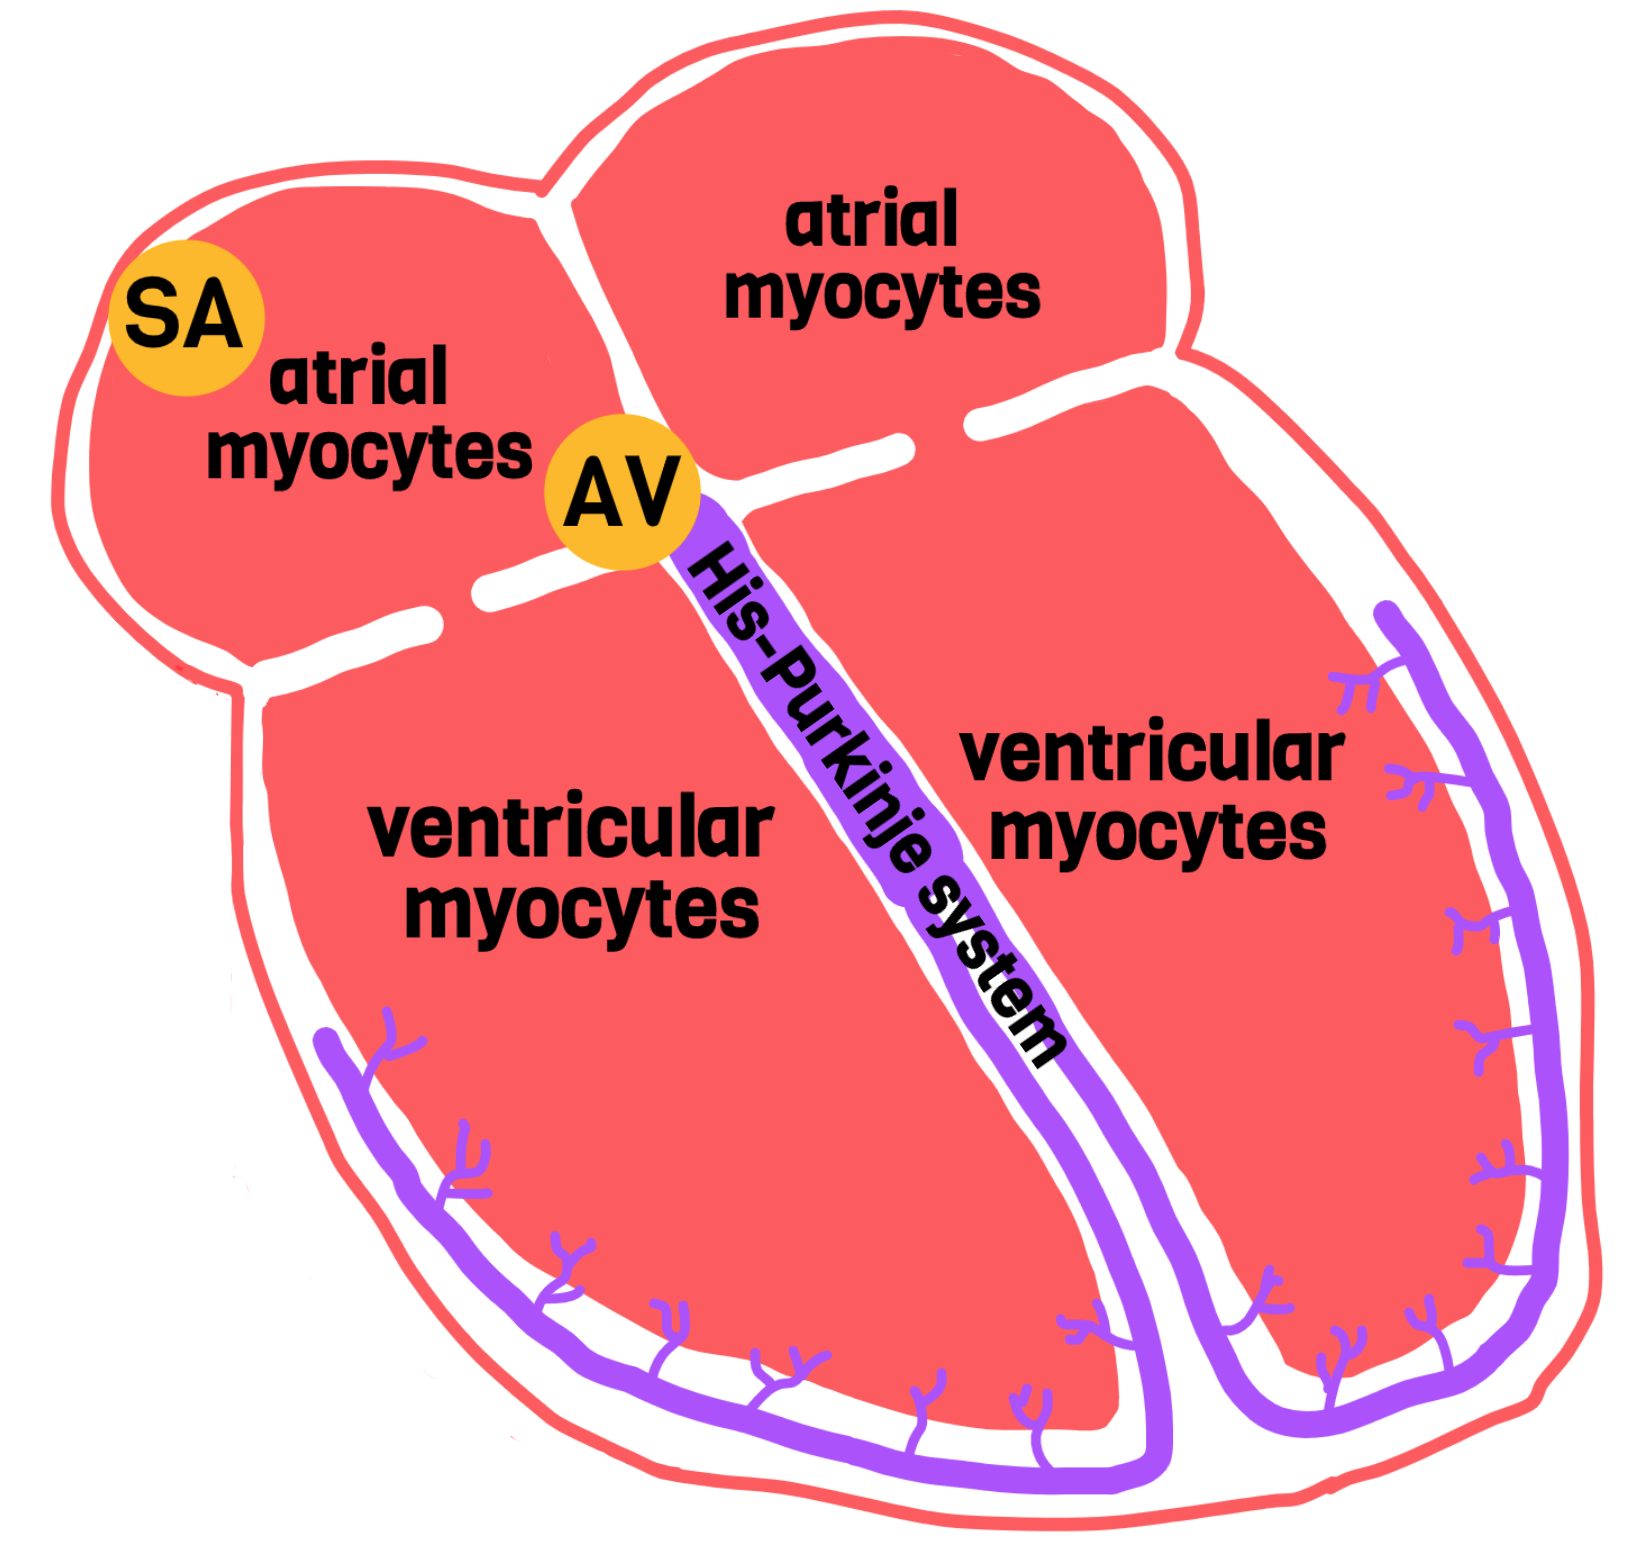 atrial
myocytes
SA
atrial
myocytes
AV
His-Purkinje system
ventricular
myocytes
ventricular
myocytes